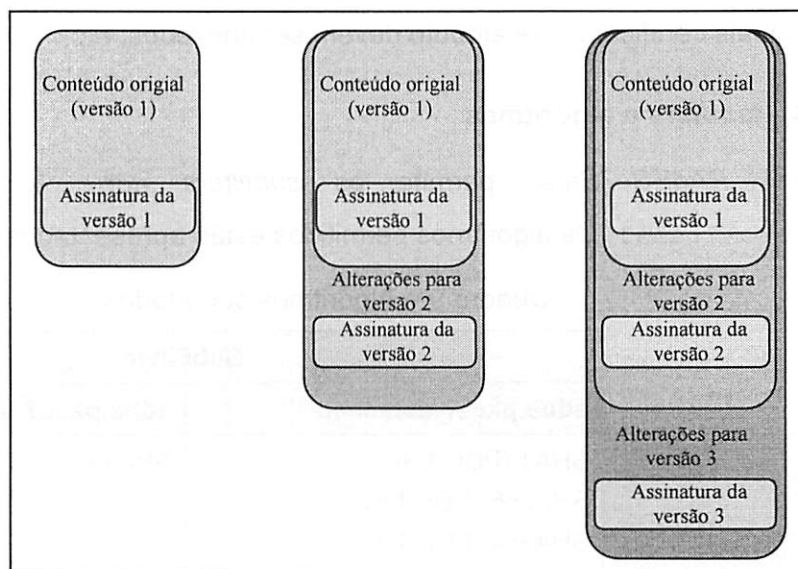 Conteúdo origial
(versão 1)
Assinatura da
versão 1
Conteúdo origial
(versão 1)
Assinatura da
versão 1
Alterações para
versão 2
Assinatura da
versão 2
Conteúdo origial
(versão 1)
Assinatura da
versão 1
Alterações para
versão 2
Assinatura da
versão 2
Alterações para
versão 3
Assinatura da
versão 3